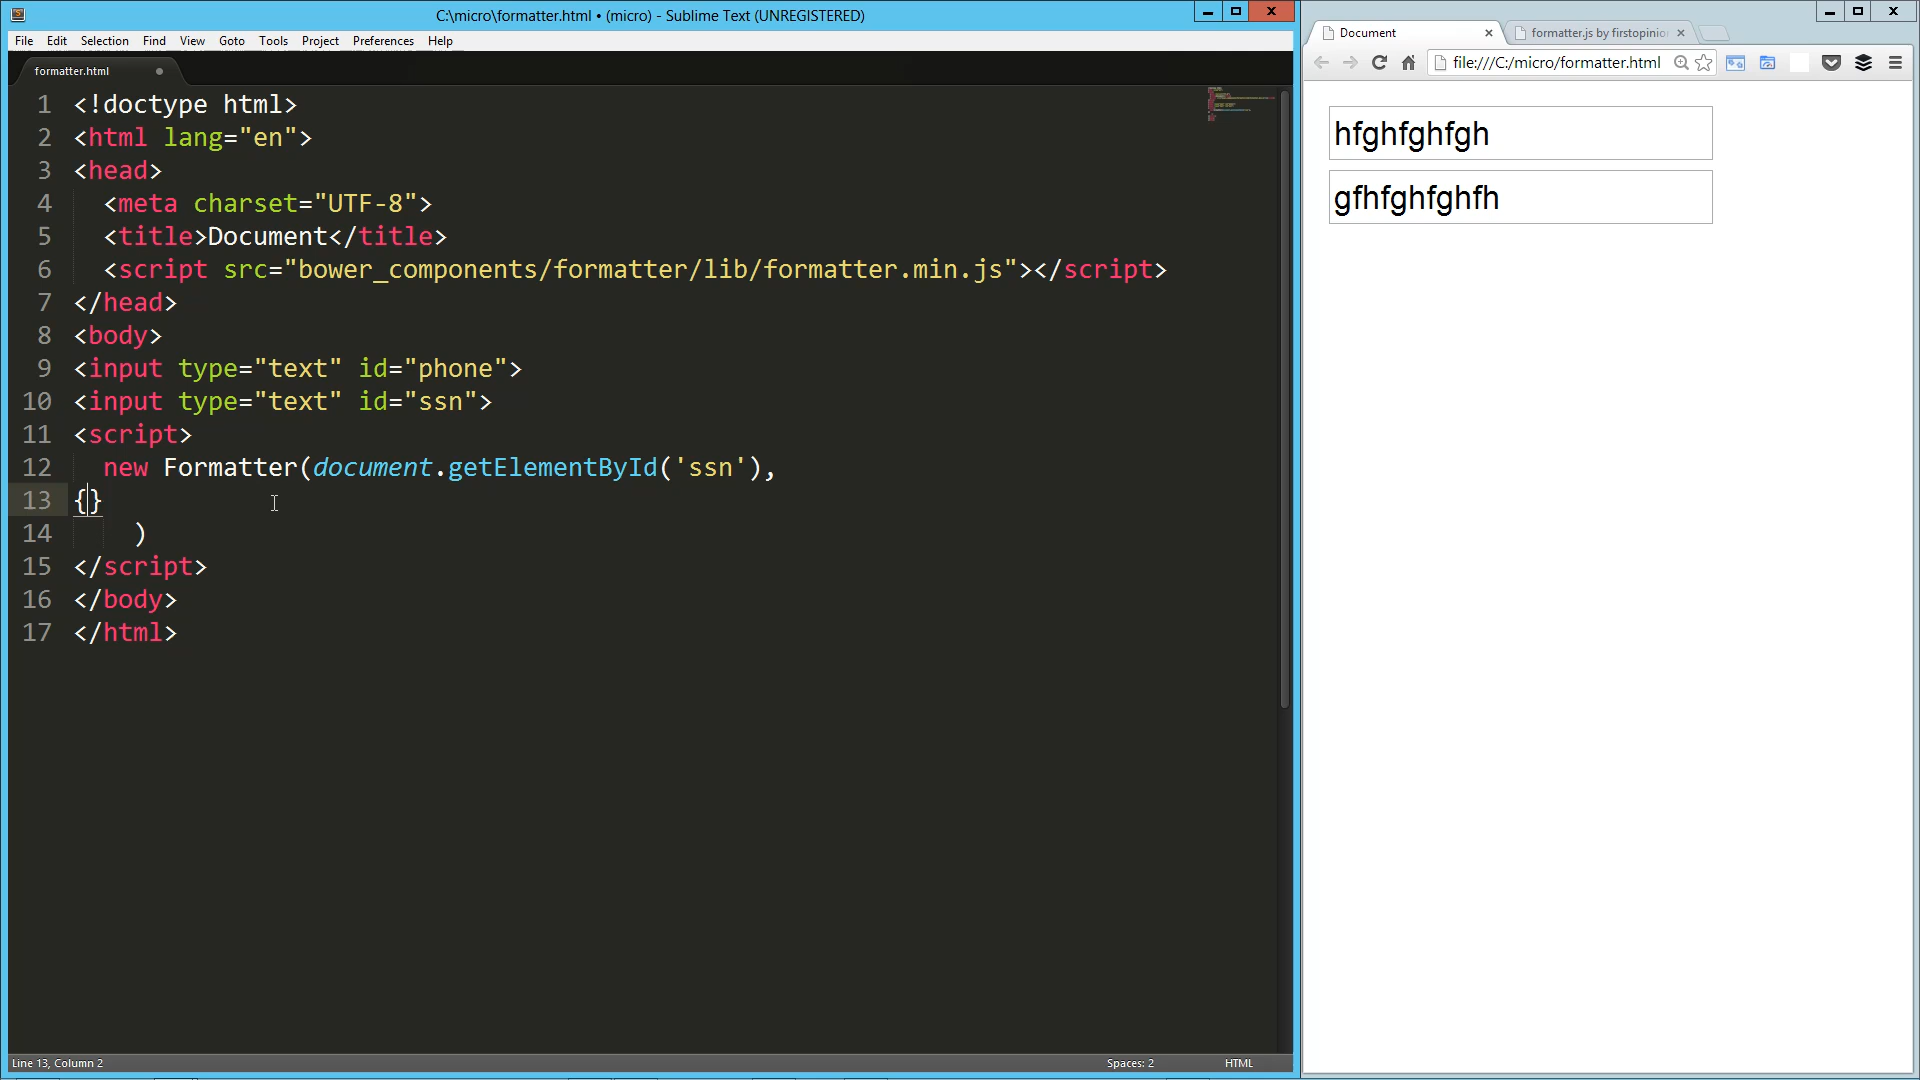 C:\micro\formatter.html • (micro) - Sublime Text (UNREGISTERED)
File Edit Selection Find View Goto Tools Project Preferences Help
formatter.html
1 <!doctype html>
2 <html lang="en">
3 <head>
4 <meta charset="UTF-8">
5 <title>Document</title>
6 <script src="bower_components/formatter/lib/formatter.min.js"></script>
7 </head>
8 <body>
9 <input type="text" id="phone">
10 <input type="text" id="ssn">
11 <script>
12 new Formatter(document.getElementById('ssn'),
13 {}
14 )
15 </script>
16 </body>
17 </html>
Line 13, Column 2
Spaces: 2
HTML
Document
formatter.js by firstopinio
file:///C:/micro/formatter.html
hfghfghfgh
gfhfghfghfh